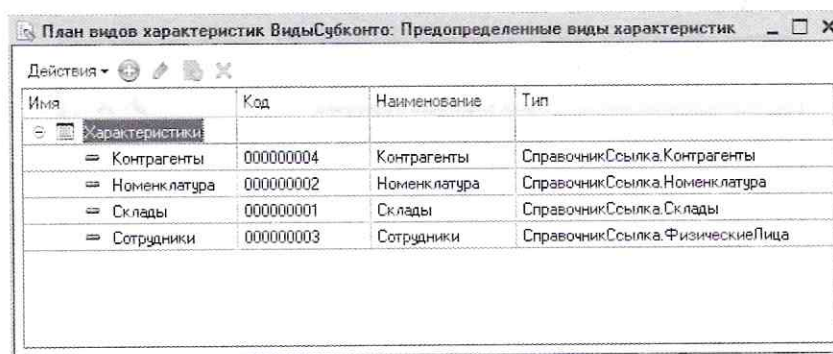 План видов характеристик ВидыСубконто: Предопределенные виды характеристик
Действия
Имя Код Наименование Тип
Характеристики
Контрагенты 000000004 Контрагенты СправочникСсылка.Контрагенты
Номенклатура 000000002 Номенклатура СправочникСсылка.Номенклатура
Склады 000000001 Склады СправочникСсылка.Склады
Сотрудники 000000003 Сотрудники СправочникСсылка.ФизическиеЛица